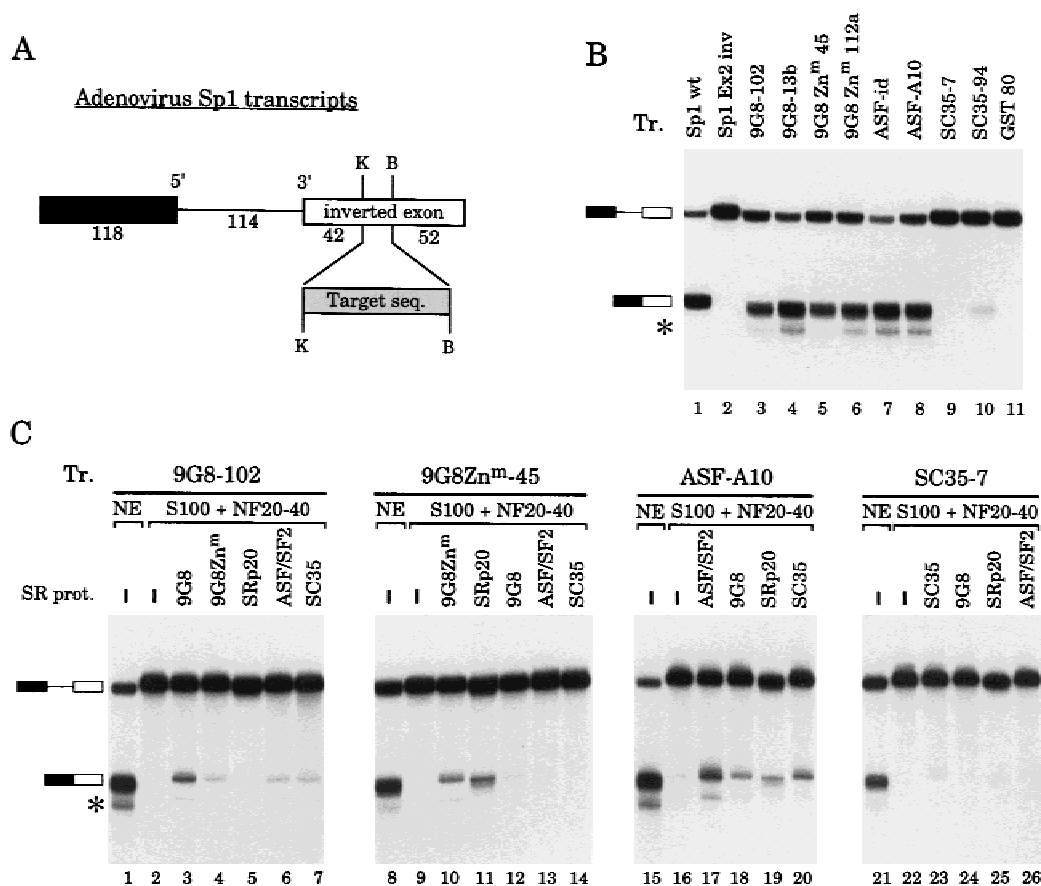 A
Adenovirus Sp1 transcripts
5'
3'
K B
inverted exon
118
114
42
52
Target seq.
K
B
B
Tr.
Sp1 wt
Sp1 Ex2 inv
9G8-102
9G8-13b
9G8 Znᵐ 45
9G8 Znᵐ 112a
ASF-id
ASF-A10
SC35-7
SC35-94
GST 80
*
1 2 3 4 5 6 7 8 9 10 11
C
Tr.
9G8-102
NE S100 + NF20-40
SR prot.
– – 9G8 9G8Znᵐ SRp20 ASF/SF2 SC35
*
1 2 3 4 5 6 7
9G8Znᵐ-45
NE S100 + NF20-40
– – 9G8Znᵐ SRp20 9G8 ASF/SF2 SC35
8 9 10 11 12 13 14
ASF-A10
NE S100 + NF20-40
– – ASF/SF2 9G8 SRp20 SC35
15 16 17 18 19 20
SC35-7
NE S100 + NF20-40
– – SC35 9G8 SRp20 ASF/SF2
21 22 23 24 25 26